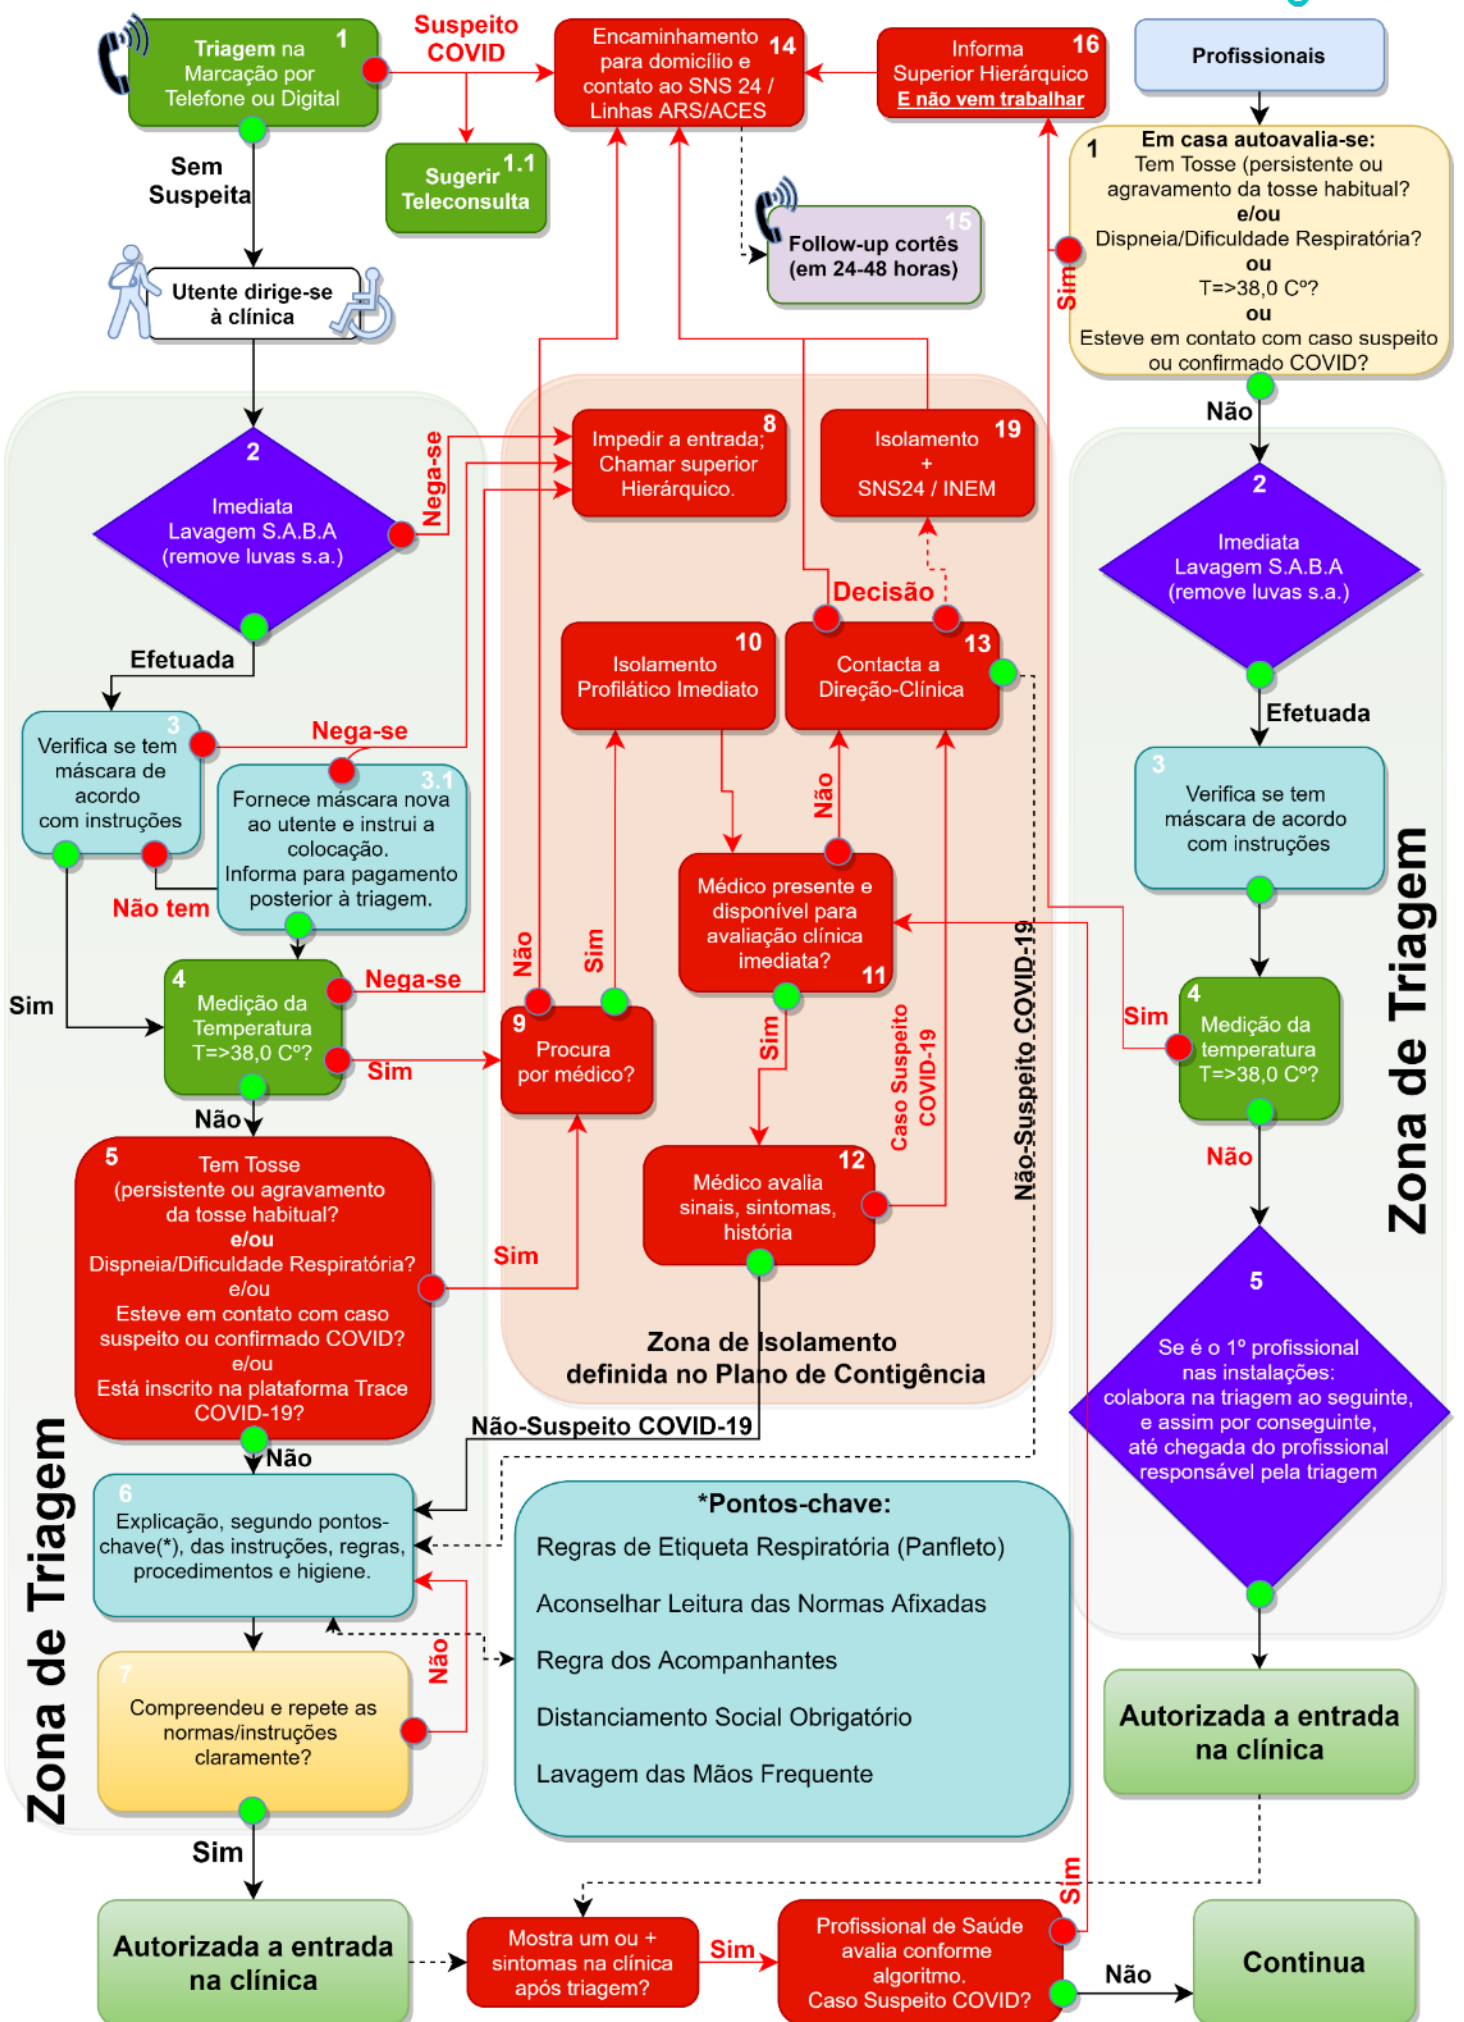 1
Triagem na
Marcação por
Telefone ou Digital
Suspeito
COVID
Encaminhamento
para domicílio e
contato ao SNS 24 /
Linhas ARS/ACES
14
Informa
Superior Hierárquico
E não vem trabalhar
16
Profissionais
Sem
Suspeita
Sugerir
Teleconsulta
1.1
15
Follow-up cortês
(em 24-48 horas)
1
Em casa autoavalia-se:
Tem Tosse (persistente ou
agravamento da tosse habitual?
e/ou
Dispneia/Dificuldade Respiratória?
ou
T=>38,0 Cº?
ou
Esteve em contato com caso suspeito
ou confirmado COVID?
Sim
Não
Utente dirige-se
à clínica
2
Imediata
Lavagem S.A.B.A
(remove luvas s.a.)
Nega-se
Efetuada
8
Impedir a entrada;
Chamar superior
Hierárquico.
19
Isolamento
+
SNS24 / INEM
Decisão
2
Imediata
Lavagem S.A.B.A
(remove luvas s.a.)
Efetuada
3
Verifica se tem
máscara de
acordo
com instruções
Nega-se
3.1
Fornece máscara nova
ao utente e instrui a
colocação.
Informa para pagamento
posterior à triagem.
Não tem
Sim
10
Isolamento
Profilático Imediato
13
Contacta a
Direção-Clínica
Não
3
Verifica se tem
máscara de acordo
com instruções
Zona de Triagem
4
Medição da
Temperatura
T=>38,0 Cº?
Nega-se
Sim
Não
Não
Sim
9
Procura
por médico?
Médico presente e
disponível para
avaliação clínica
imediata?
11
Sim
Caso Suspeito
COVID-19
Não-Suspeito COVID-19
Sim
4
Medição da
temperatura
T=>38,0 Cº?
Não
5
Tem Tosse
(persistente ou agravamento
da tosse habitual?
e/ou
Dispneia/Dificuldade Respiratória?
e/ou
Esteve em contato com caso
suspeito ou confirmado COVID?
e/ou
Está inscrito na plataforma Trace
COVID-19?
Sim
Não
12
Médico avalia
sinais, sintomas,
história
Zona de Isolamento
definida no Plano de Contigência
Não-Suspeito COVID-19
5
Se é o 1º profissional
nas instalações:
colabora na triagem ao seguinte,
e assim por conseguinte,
até chegada do profissional
responsável pela triagem
Zona de Triagem
6
Explicação, segundo pontos-
chave(*), das instruções, regras,
procedimentos e higiene.
Não
*Pontos-chave:
Regras de Etiqueta Respiratória (Panfleto)
Aconselhar Leitura das Normas Afixadas
Regra dos Acompanhantes
Distanciamento Social Obrigatório
Lavagem das Mãos Frequente
7
Compreendeu e repete as
normas/instruções
claramente?
Sim
Autorizada a entrada
na clínica
Autorizada a entrada
na clínica
Mostra um ou +
sintomas na clínica
após triagem?
Sim
Profissional de Saúde
avalia conforme
algoritmo.
Caso Suspeito COVID?
Sim
Não
Continua